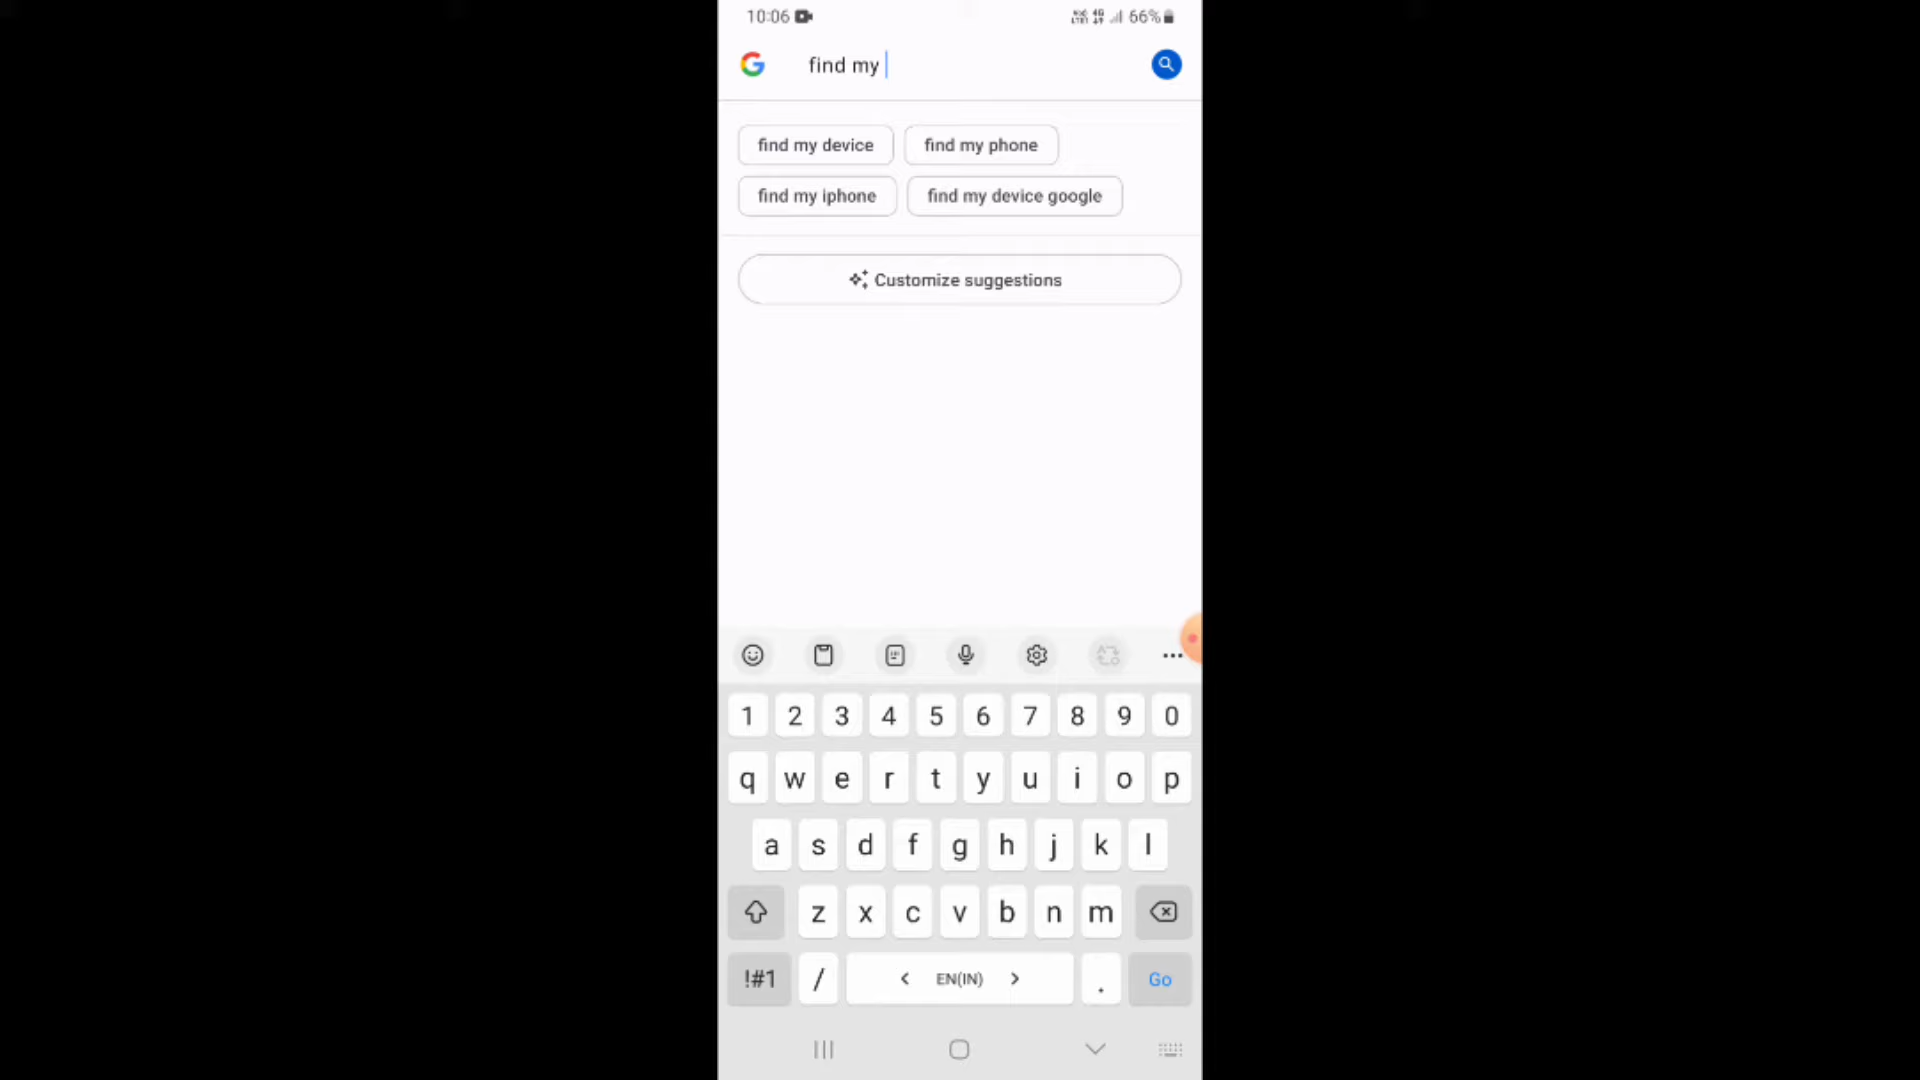 10:06 66%
find my
find my device find my phone
find my iphone find my device google
Customize suggestions
1 2 3 4 5 6 7 8 9 0
q w e r t y u i o p
a s d f g h j k l
z x c v b n m
!#1 / < EN(IN) > . Go